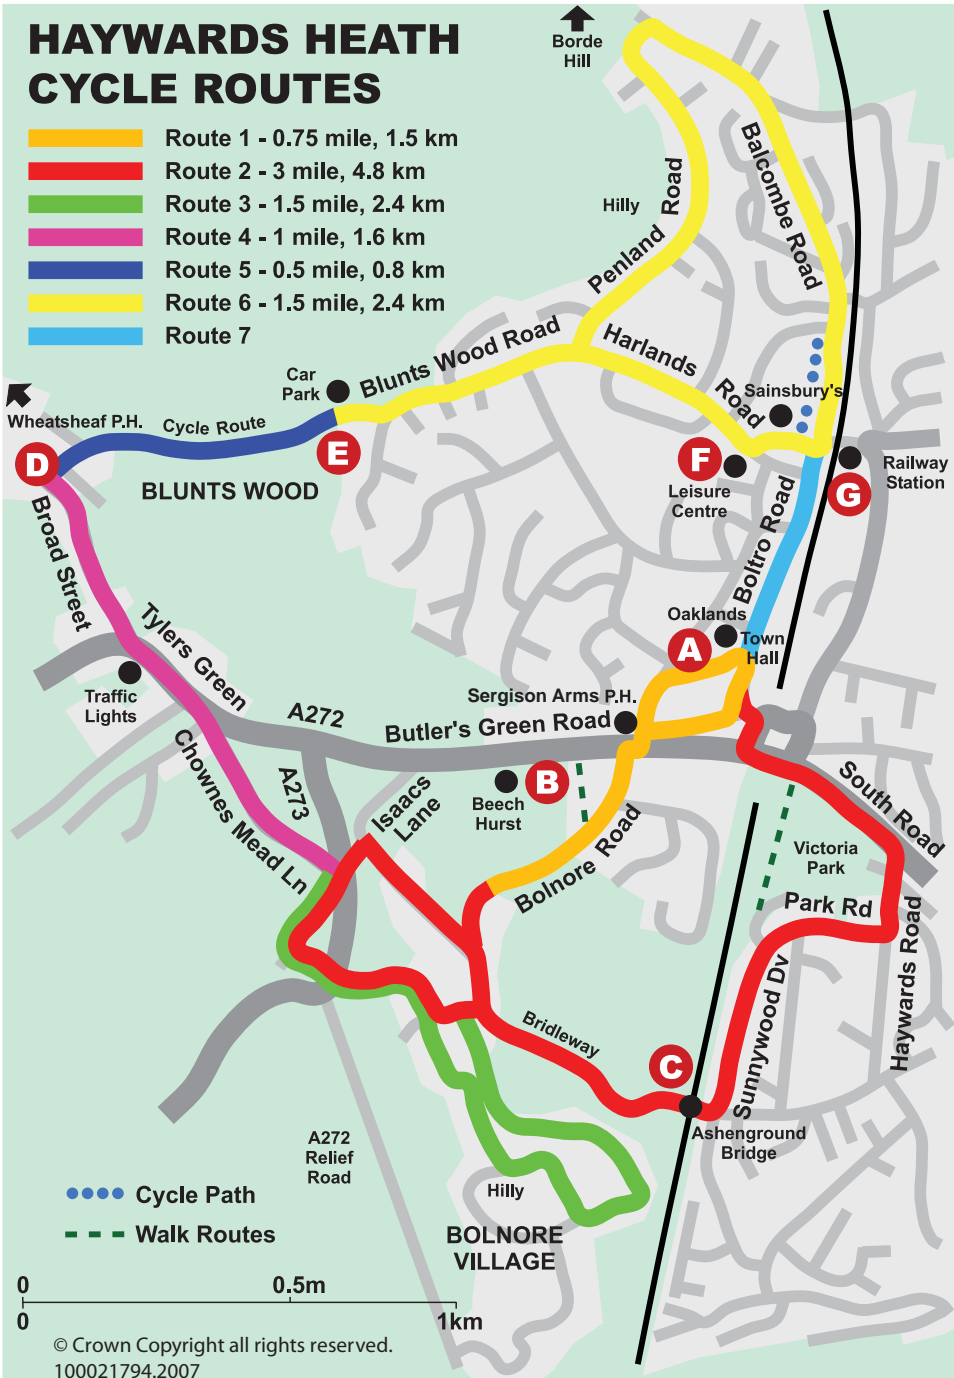 HAYWARDS HEATH
CYCLE ROUTES
Route 1 - 0.75 mile, 1.5 km
Route 2 - 3 mile, 4.8 km
Route 3 - 1.5 mile, 2.4 km
Route 4 - 1 mile, 1.6 km
Route 5 - 0.5 mile, 0.8 km
Route 6 - 1.5 mile, 2.4 km
Route 7
Borde
Hill
Hilly
Penland Road
Balcombe Road
Blunts Wood Road
Harlands Road
Sainsbury's
Car
Park
Wheatsheaf P.H.
Cycle Route
D
E
F
G
BLUNTS WOOD
Leisure
Centre
Railway
Station
Broad Street
Boltro Road
Oaklands
Town
Hall
A
Tylers Green
Traffic
Lights
Sergison Arms P.H.
A272
Butler's Green Road
Chownes Mead Ln
A273
Isaacs
Lane
Beech
Hurst
B
Bolnore Road
South Road
Victoria
Park
Park Rd
Haywards Road
Sunnywood Dv
Bridleway
C
Ashenground
Bridge
A272
Relief
Road
Hilly
BOLNORE
VILLAGE
Cycle Path
Walk Routes
0
0.5m
0
1km
© Crown Copyright all rights reserved.
100021794.2007